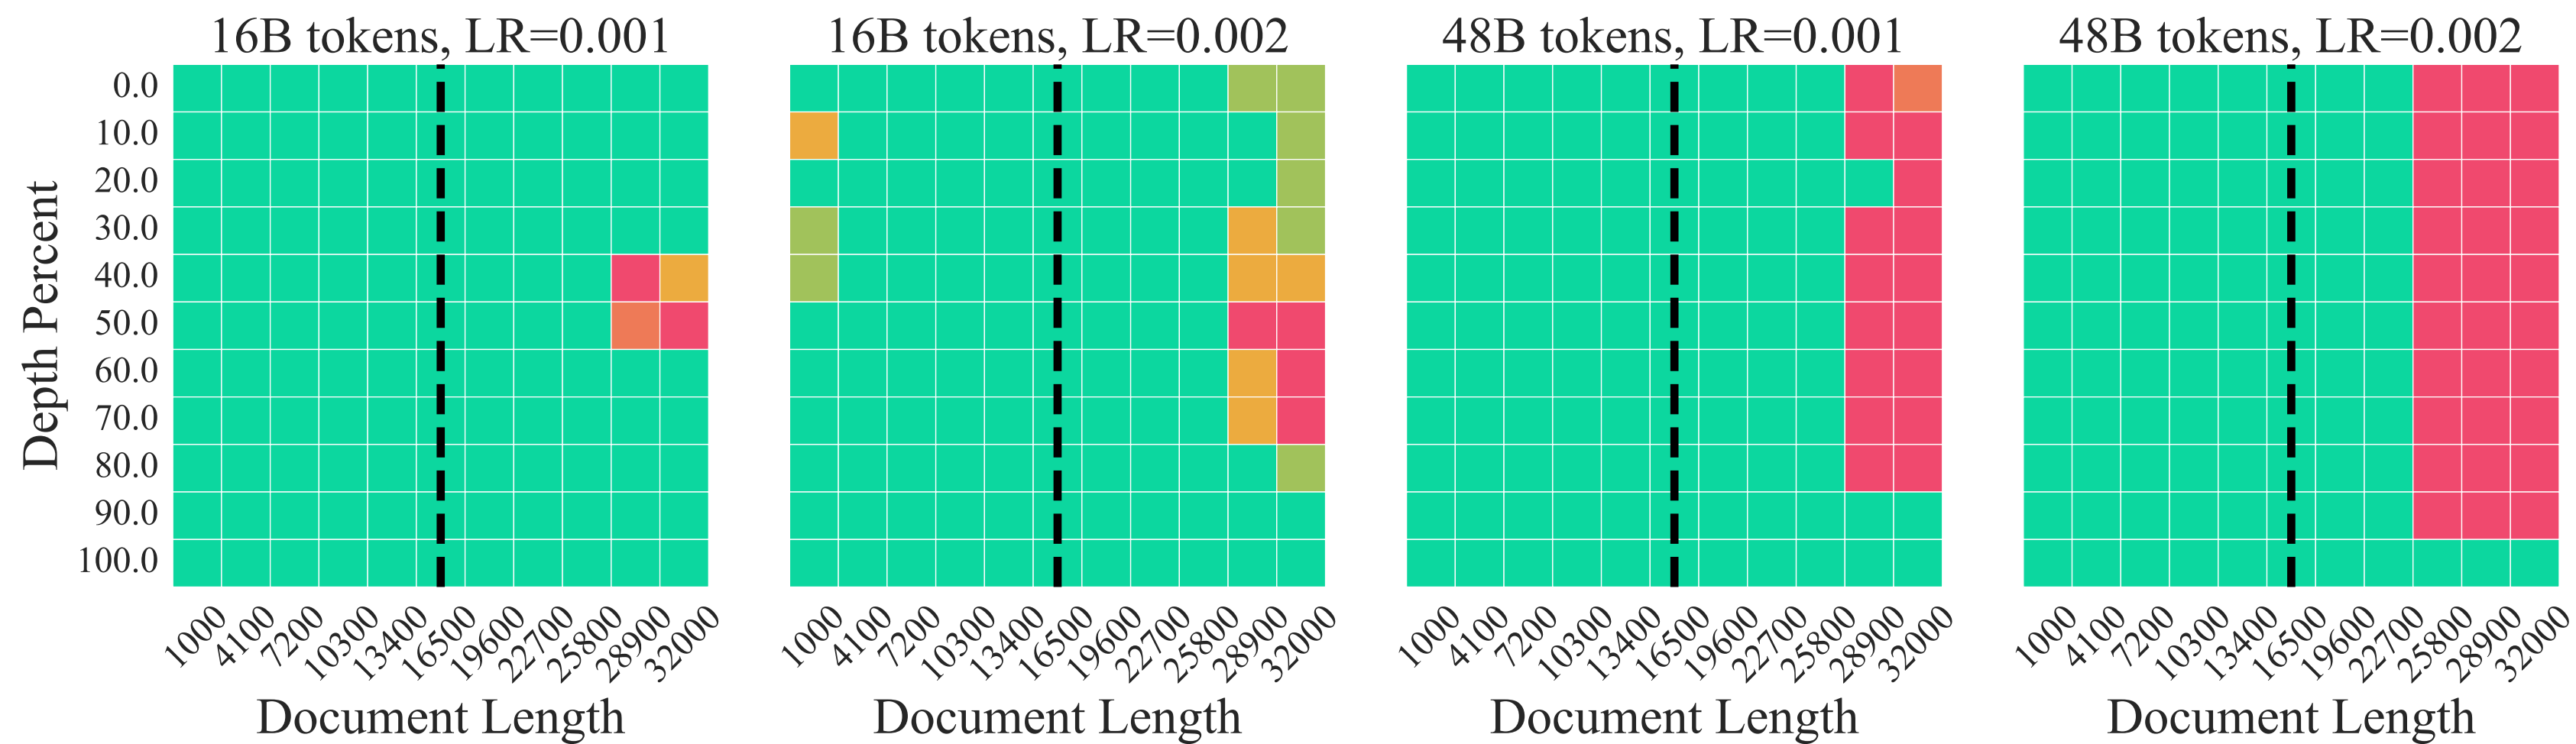 16B tokens, LR=0.001
16B tokens, LR=0.002
48B tokens, LR=0.001
48B tokens, LR=0.002
Depth Percent
0.0
10.0
20.0
30.0
40.0
50.0
60.0
70.0
80.0
90.0
100.0
1000 4100 7200 10300 13400 16500 19600 22700 25800 28900 32000
1000 4100 7200 10300 13400 16500 19600 22700 25800 28900 32000
1000 4100 7200 10300 13400 16500 19600 22700 25800 28900 32000
1000 4100 7200 10300 13400 16500 19600 22700 25800 28900 32000
Document Length
Document Length
Document Length
Document Length